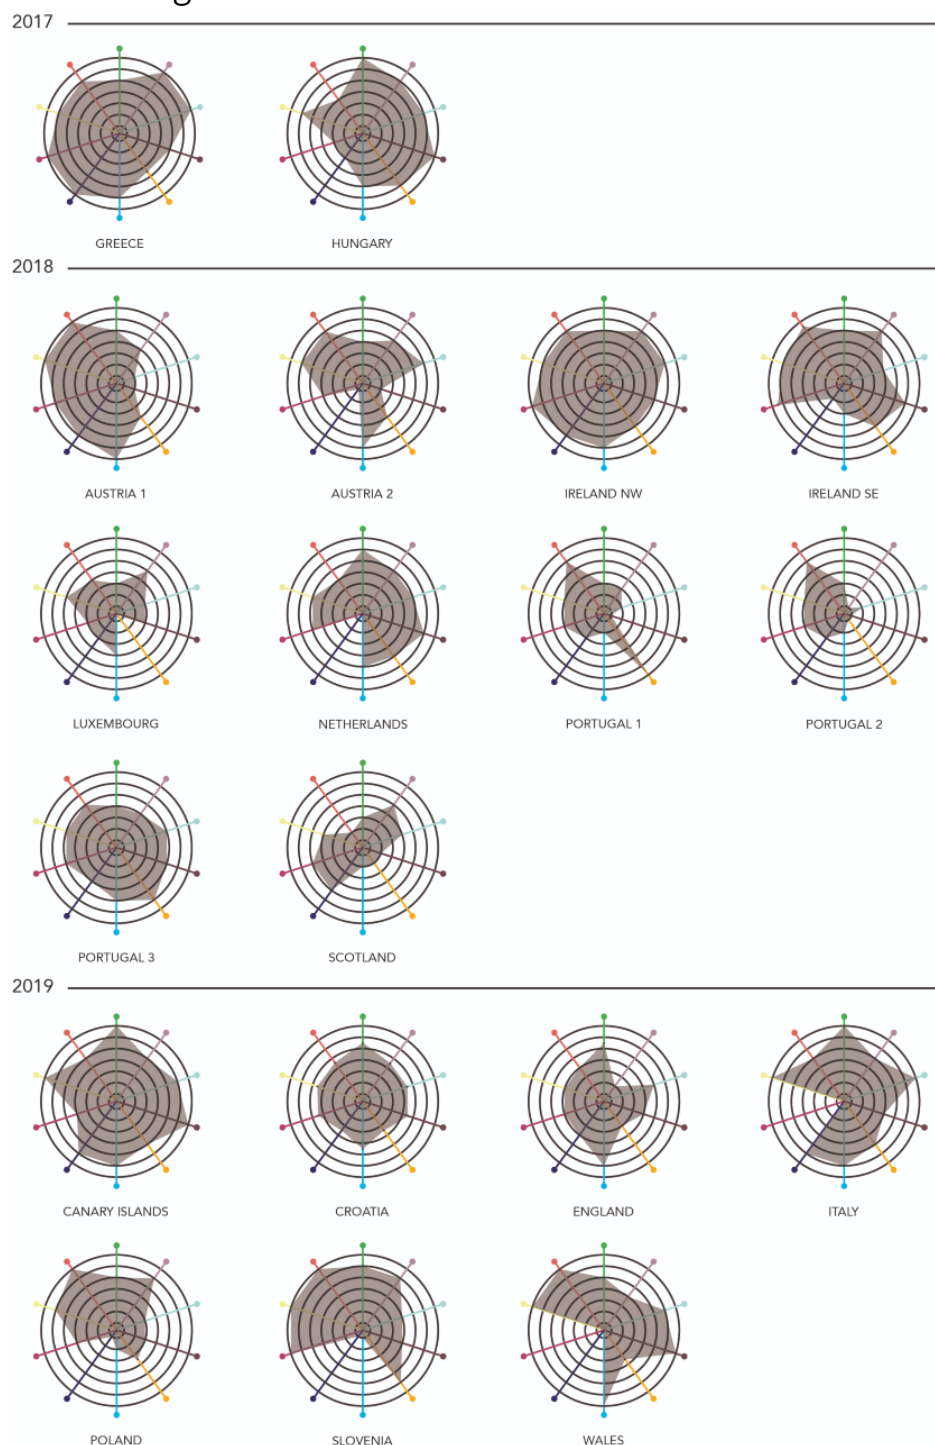 2017
GREECE HUNGARY
2018
AUSTRIA 1 AUSTRIA 2 IRELAND NW IRELAND SE
LUXEMBOURG NETHERLANDS PORTUGAL 1 PORTUGAL 2
PORTUGAL 3 SCOTLAND
2019
CANARY ISLANDS CROATIA ENGLAND ITALY
POLAND SLOVENIA WALES